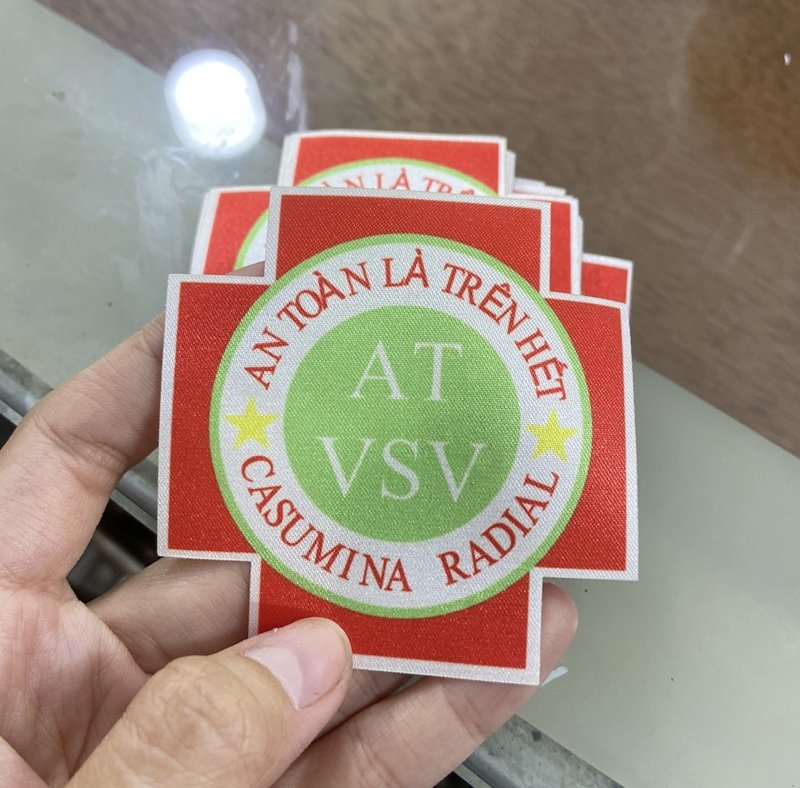 AN TOÀN LÀ TRÊN HẾT
AT
VSV
CASUMINA RADIAL